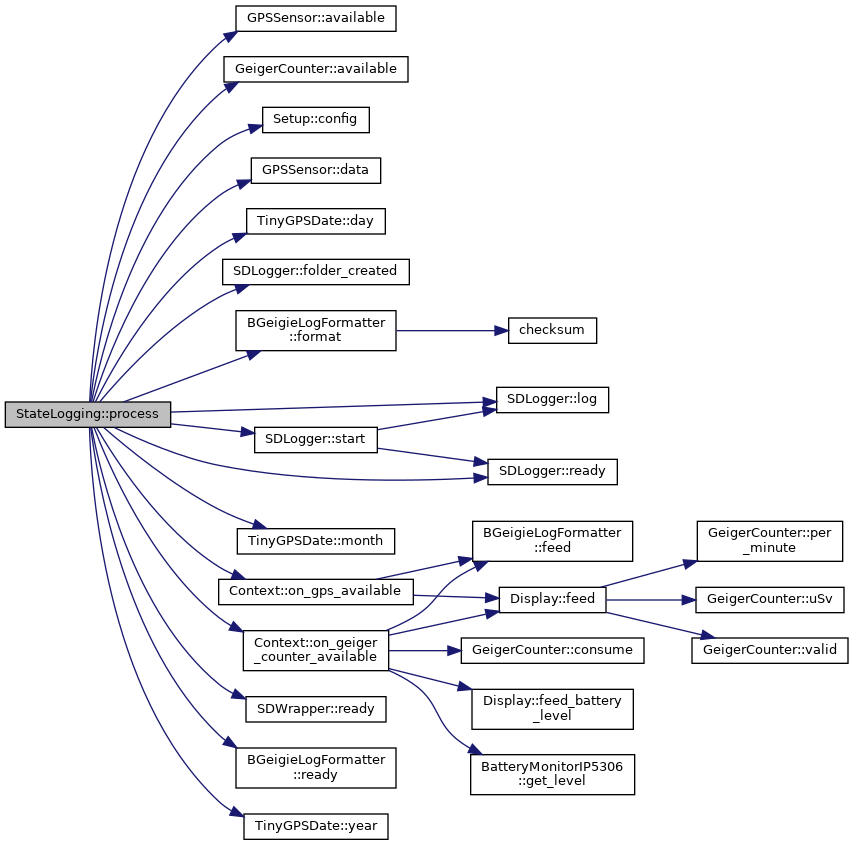 GPSSensor::available
GeigerCounter::available
Setup::config
GPSSensor::data
TinyGPSDate::day
SDLogger::folder_created
BGeigieLogFormatter
::format
checksum
StateLogging::process
SDLogger::log
SDLogger::start
SDLogger::ready
TinyGPSDate::month
BGeigieLogFormatter
::feed
GeigerCounter::per
_minute
Context::on_gps_available
Display::feed
GeigerCounter::uSv
Context::on_geiger
_counter_available
GeigerCounter::consume
GeigerCounter::valid
SDWrapper::ready
Display::feed_battery
_level
BGeigieLogFormatter
::ready
BatteryMonitorIP5306
::get_level
TinyGPSDate::year